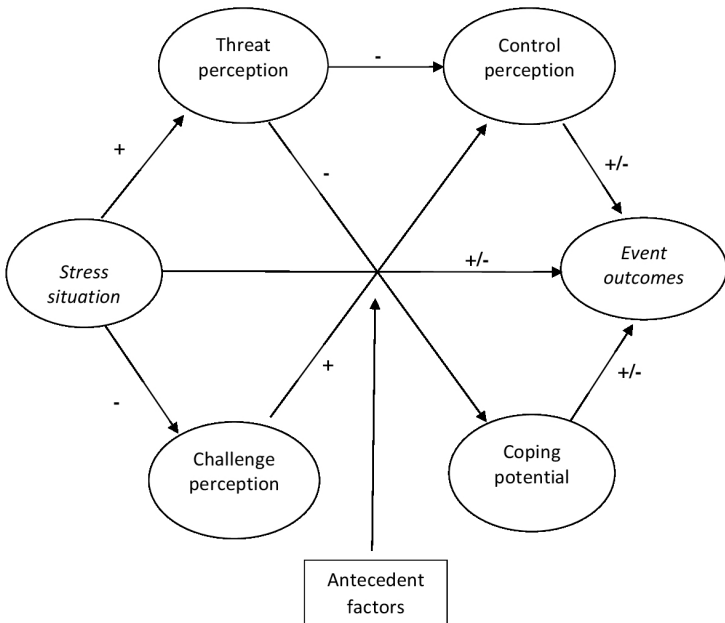 Threat
perception
-
Control
perception
+
-
+/-
Stress
situation
+/-
Event
outcomes
-
+
+/-
Challenge
perception
Coping
potential
Antecedent
factors